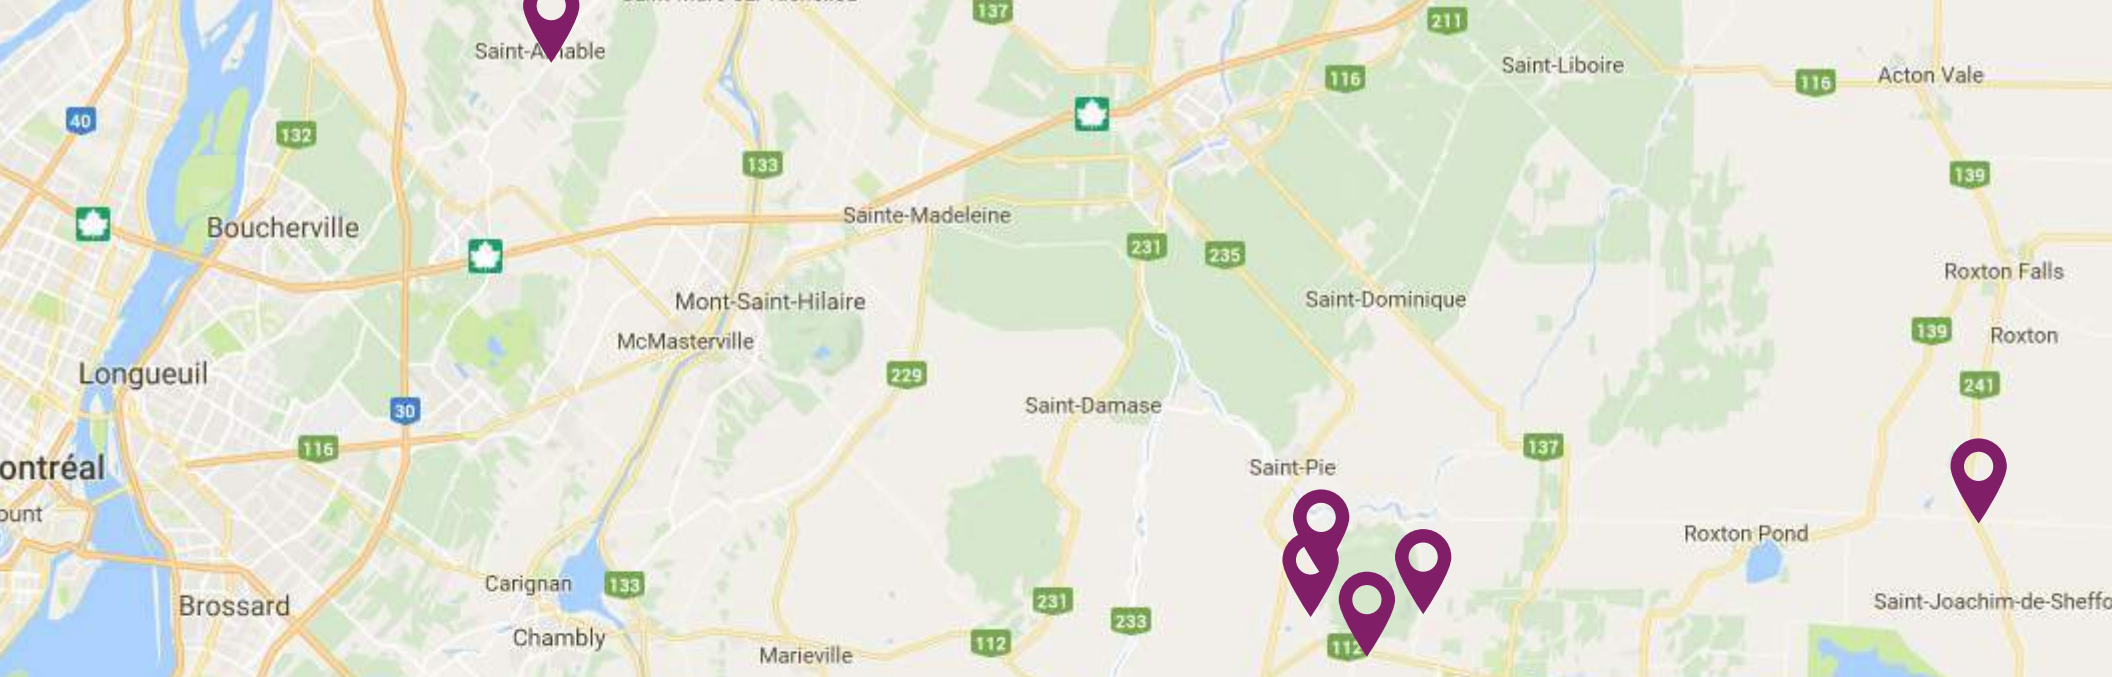 137
211
Saint-Liboire
116
116
Acton Vale
40
132
133
139
Boucherville
Sainte-Madeleine
231
235
Roxton Falls
Mont-Saint-Hilaire
Saint-Dominique
139
Roxton
McMasterville
Longueuil
229
241
30
Saint-Damase
116
137
ontréal
Saint-Pie
ount
Roxton Pond
Carignan
133
231
Saint-Joachim-de-Sheffo
Brossard
233
Chambly
112
112
Marieville